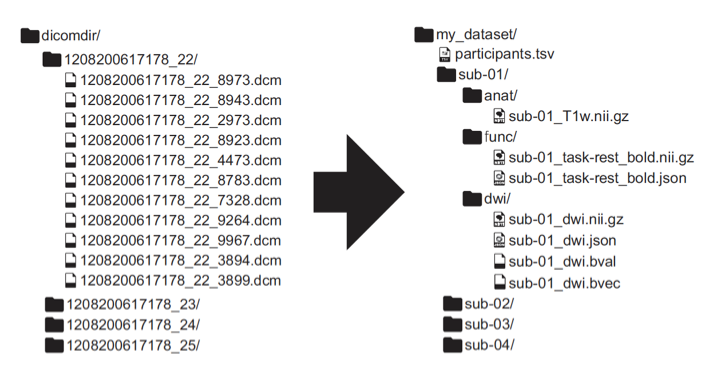 dicomdir/
1208200617178_22/
1208200617178_22_8973.dcm
1208200617178_22_8943.dcm
1208200617178_22_2973.dcm
1208200617178_22_8923.dcm
1208200617178_22_4473.dcm
1208200617178_22_8783.dcm
1208200617178_22_7328.dcm
1208200617178_22_9264.dcm
1208200617178_22_9967.dcm
1208200617178_22_3894.dcm
1208200617178_22_3899.dcm
1208200617178_23/
1208200617178_24/
1208200617178_25/
my_dataset/
participants.tsv
sub-01/
anat/
sub-01_T1w.nii.gz
func/
sub-01_task-rest_bold.nii.gz
sub-01_task-rest_bold.json
dwi/
sub-01_dwi.nii.gz
sub-01_dwi.json
sub-01_dwi.bval
sub-01_dwi.bvec
sub-02/
sub-03/
sub-04/